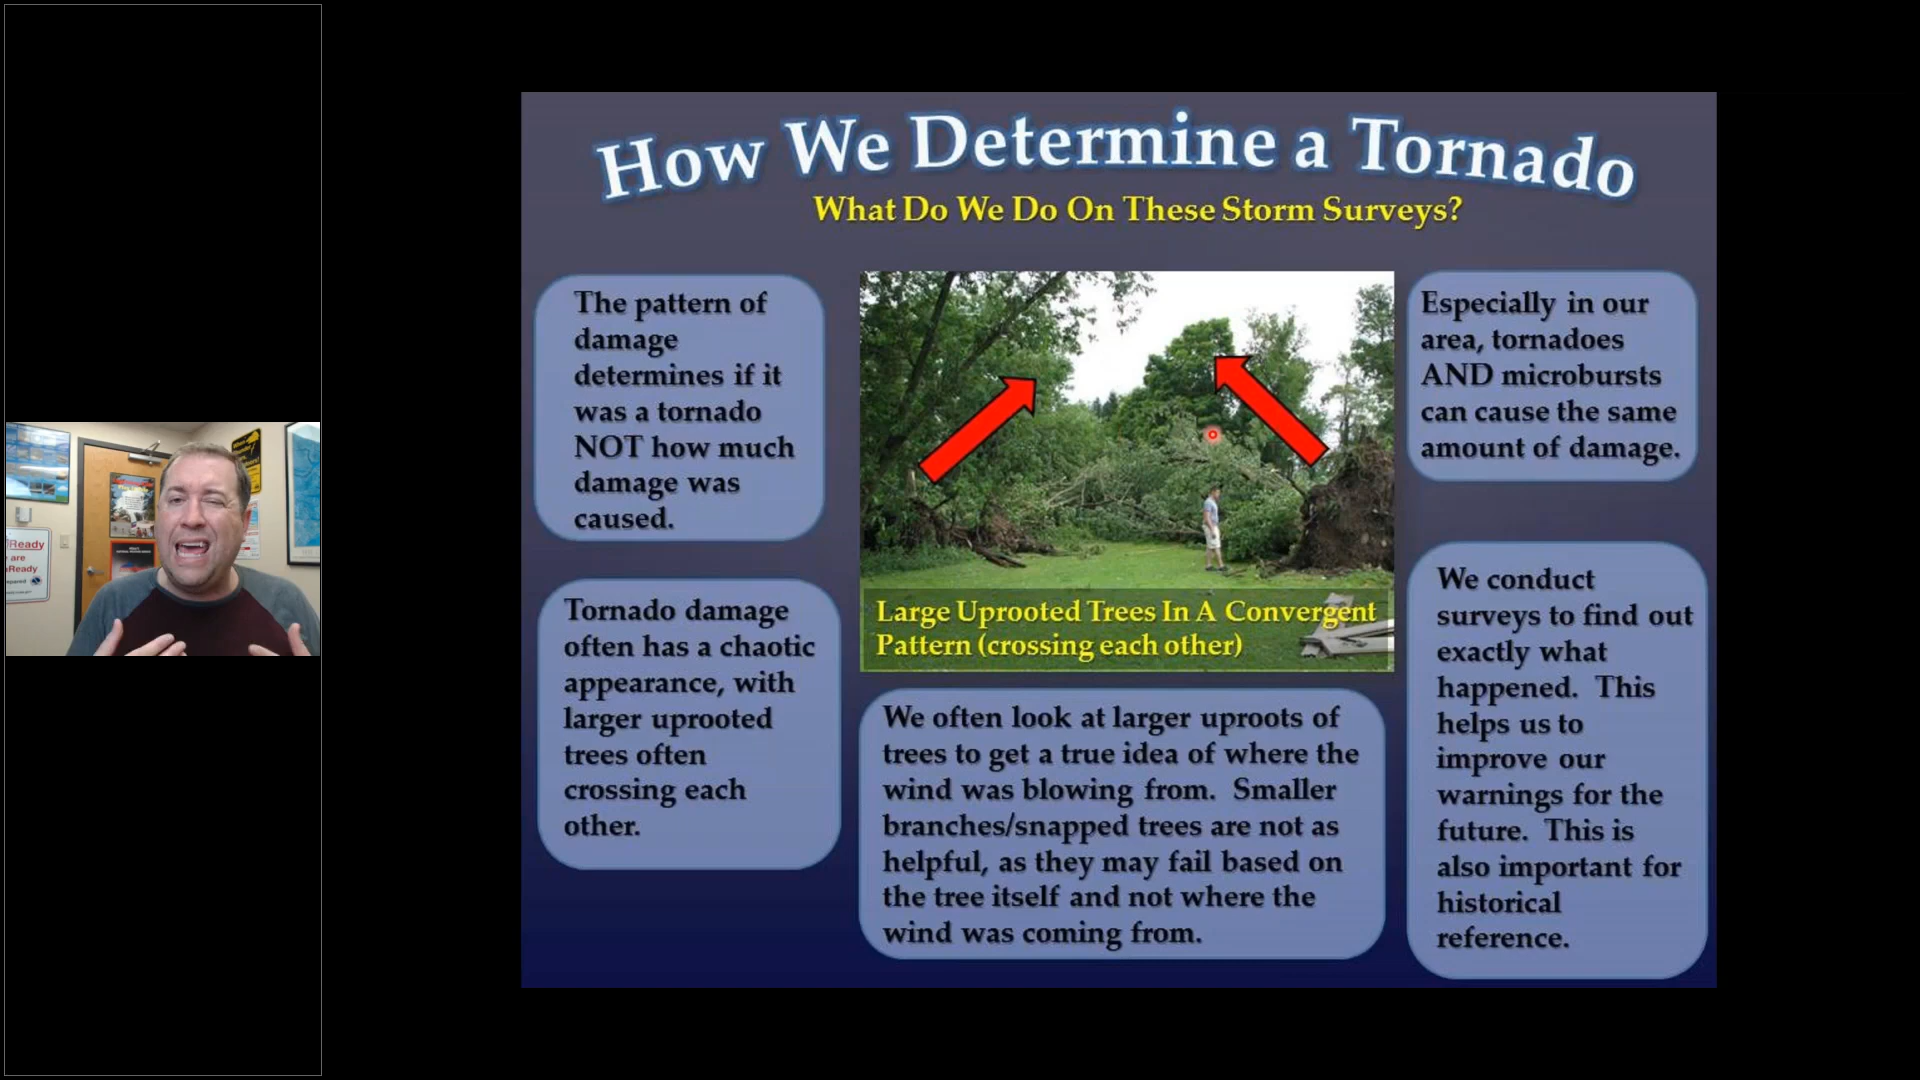 How We Determine a Tornado
What Do We Do On These Storm Surveys?
The pattern of
damage
determines if it
was a tornado
NOT how much
damage was
caused.
Tornado damage
often has a chaotic
appearance, with
larger uprooted
trees often
crossing each
other.
Large Uprooted Trees In A Convergent
Pattern (crossing each other)
We often look at larger uproots of
trees to get a true idea of where the
wind was blowing from.  Smaller
branches/snapped trees are not as
helpful, as they may fail based on
the tree itself and not where the
wind was coming from.
Especially in our
area, tornadoes
AND microbursts
can cause the same
amount of damage.
We conduct
surveys to find out
exactly what
happened.  This
helps us to
improve our
warnings for the
future.  This is
also important for
historical
reference.
Ready
are
Ready